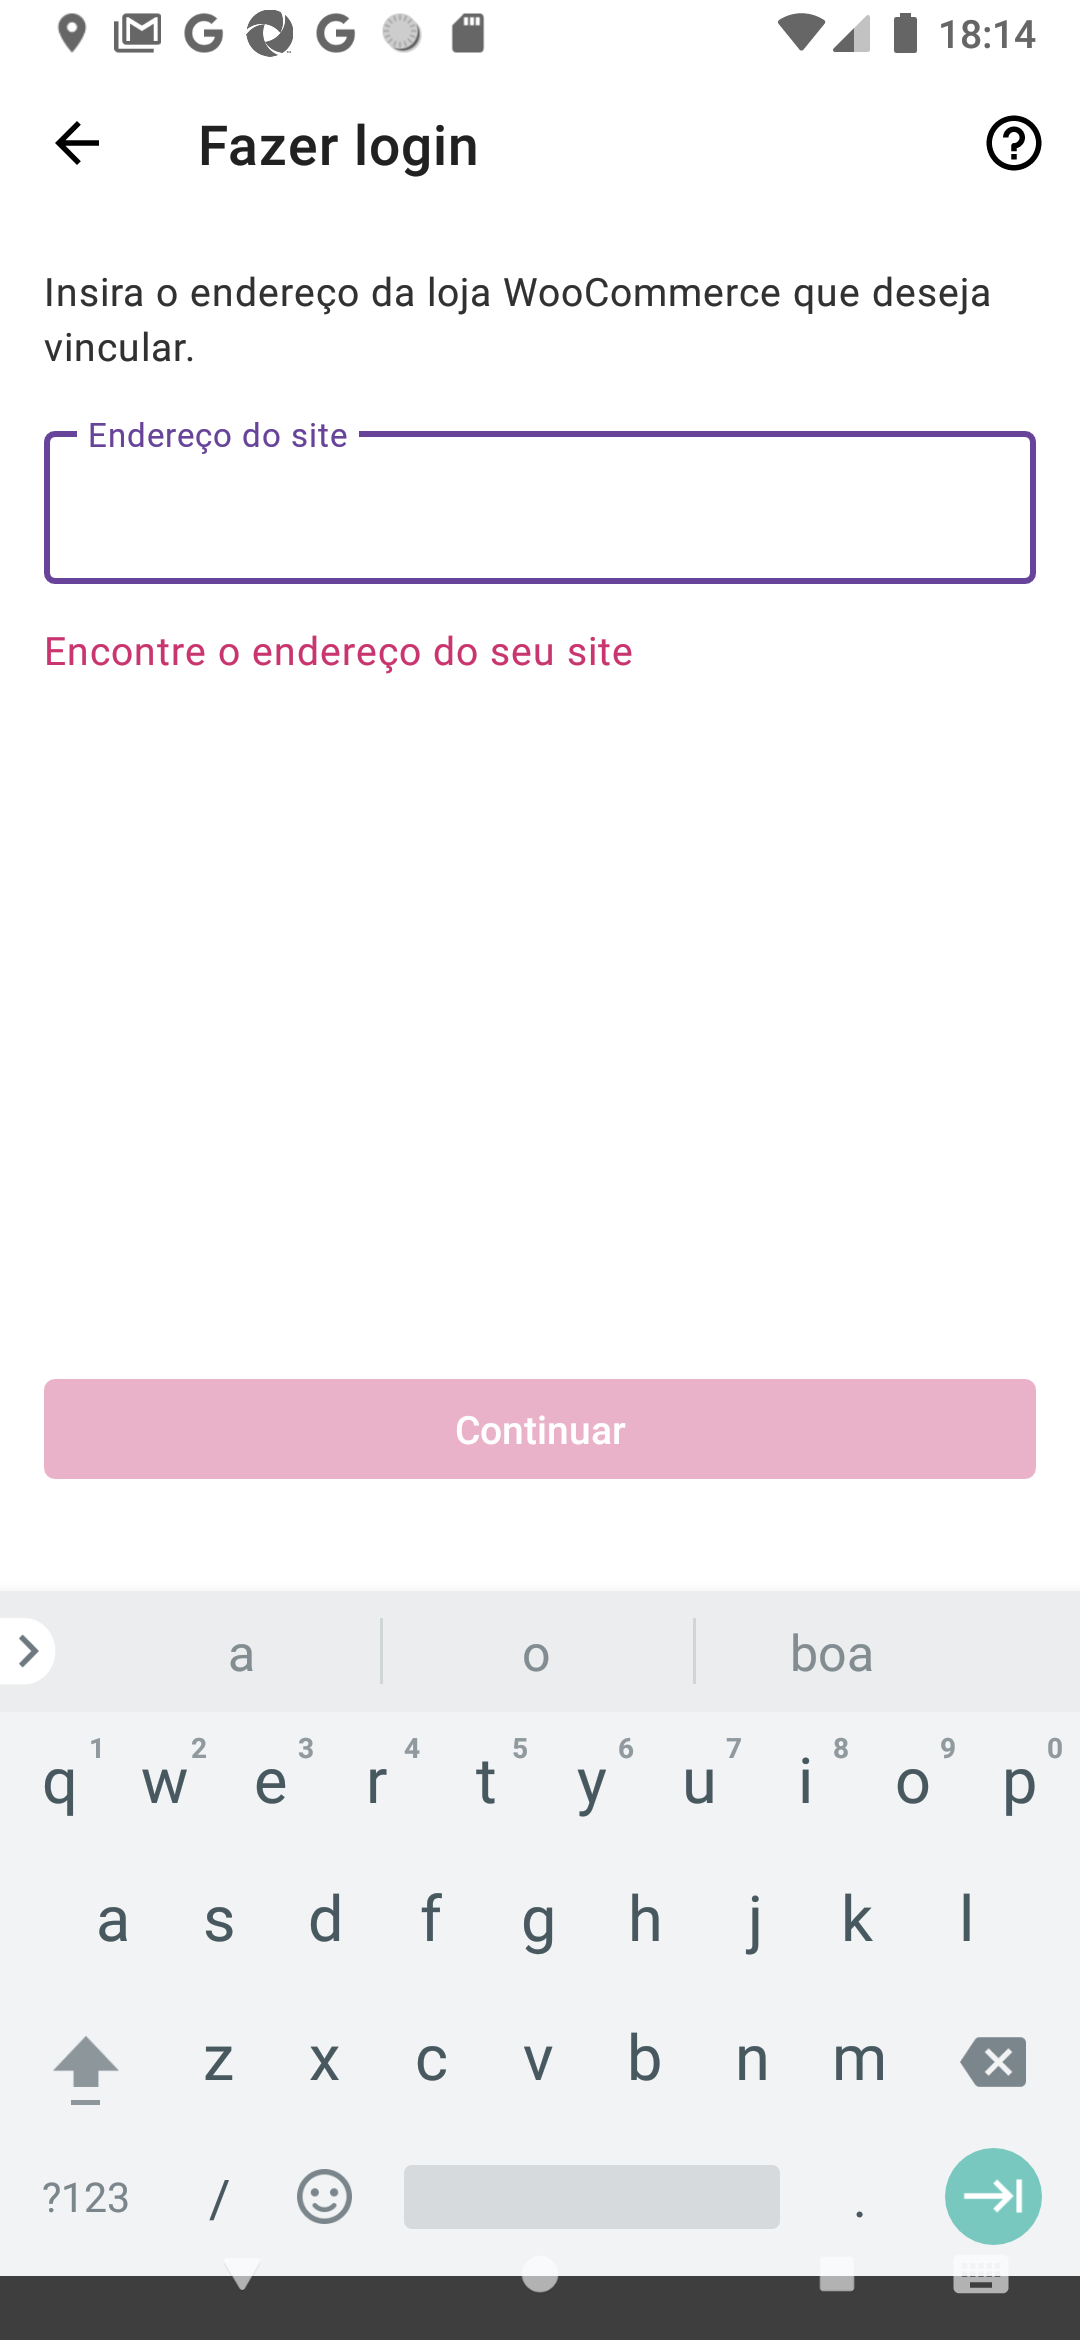 18:14
Fazer login
Insira o endereço da loja WooCommerce que deseja
vincular.
Endereço do site
Encontre o endereço do seu site
Continuar
a o boa
1 2 3 4 5 6 7 8 9 0
q w e r t y u i o p
a s d f g h j k l
z x c v b n m
?123 / .